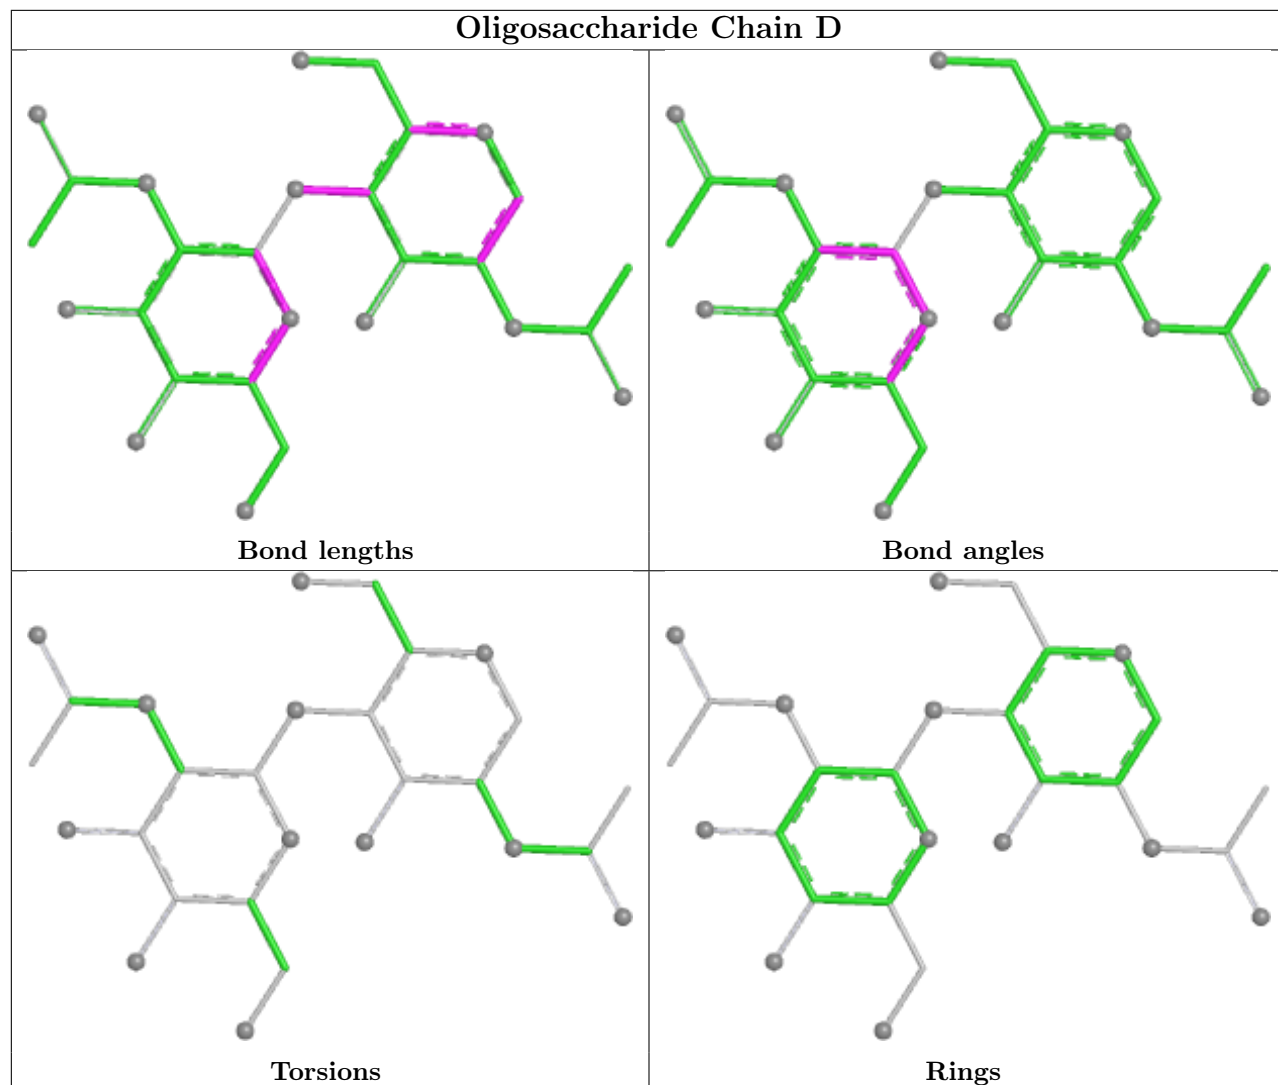 Oligosaccharide Chain D
Bond lengths
Bond angles
Torsions
Rings